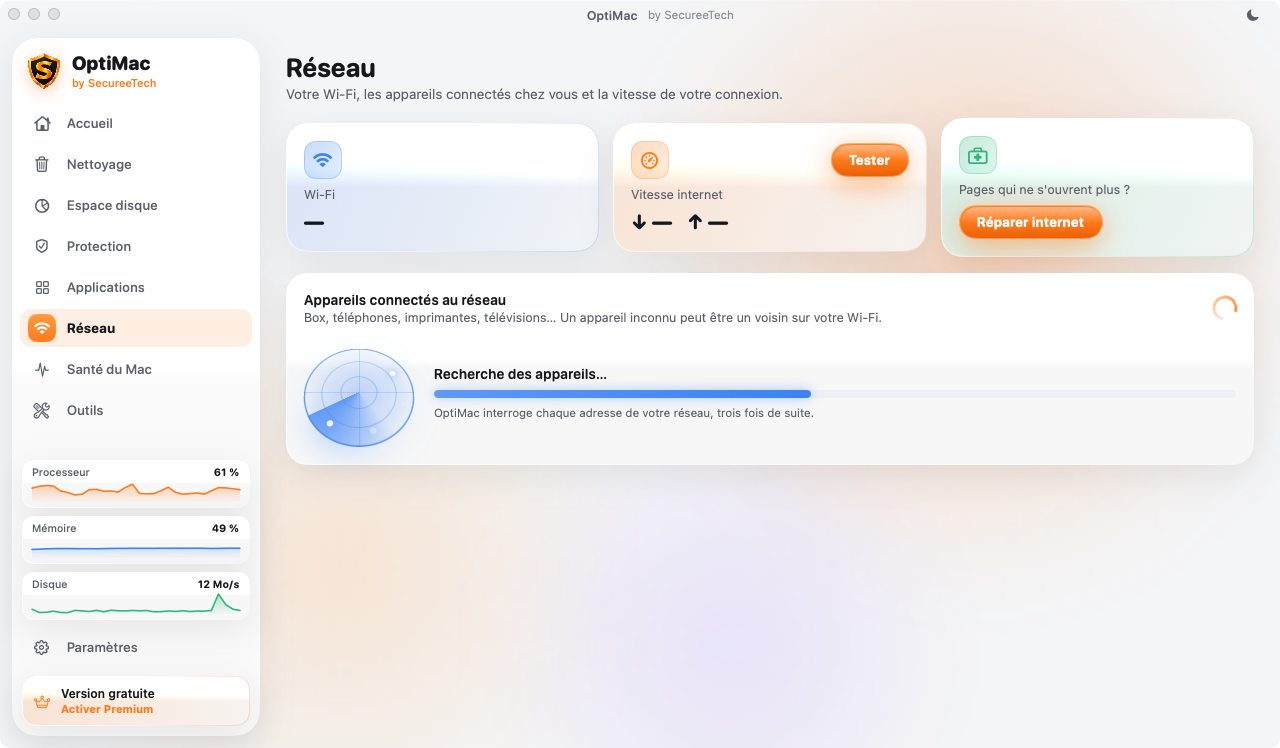 OptiMac by SecureeTech
OptiMac
by SecureeTech
Accueil
Nettoyage
Espace disque
Protection
Applications
Réseau
Santé du Mac
Outils
Processeur 61 %
Mémoire 49 %
Disque 12 Mo/s
Paramètres
Version gratuite
Activer Premium
Réseau
Votre Wi-Fi, les appareils connectés chez vous et la vitesse de votre connexion.
Wi-Fi
—
Tester
Vitesse internet
↓ — ↑ —
Pages qui ne s'ouvrent plus ?
Réparer internet
Appareils connectés au réseau
Box, téléphones, imprimantes, télévisions... Un appareil inconnu peut être un voisin sur votre Wi-Fi.
Recherche des appareils...
OptiMac interroge chaque adresse de votre réseau, trois fois de suite.